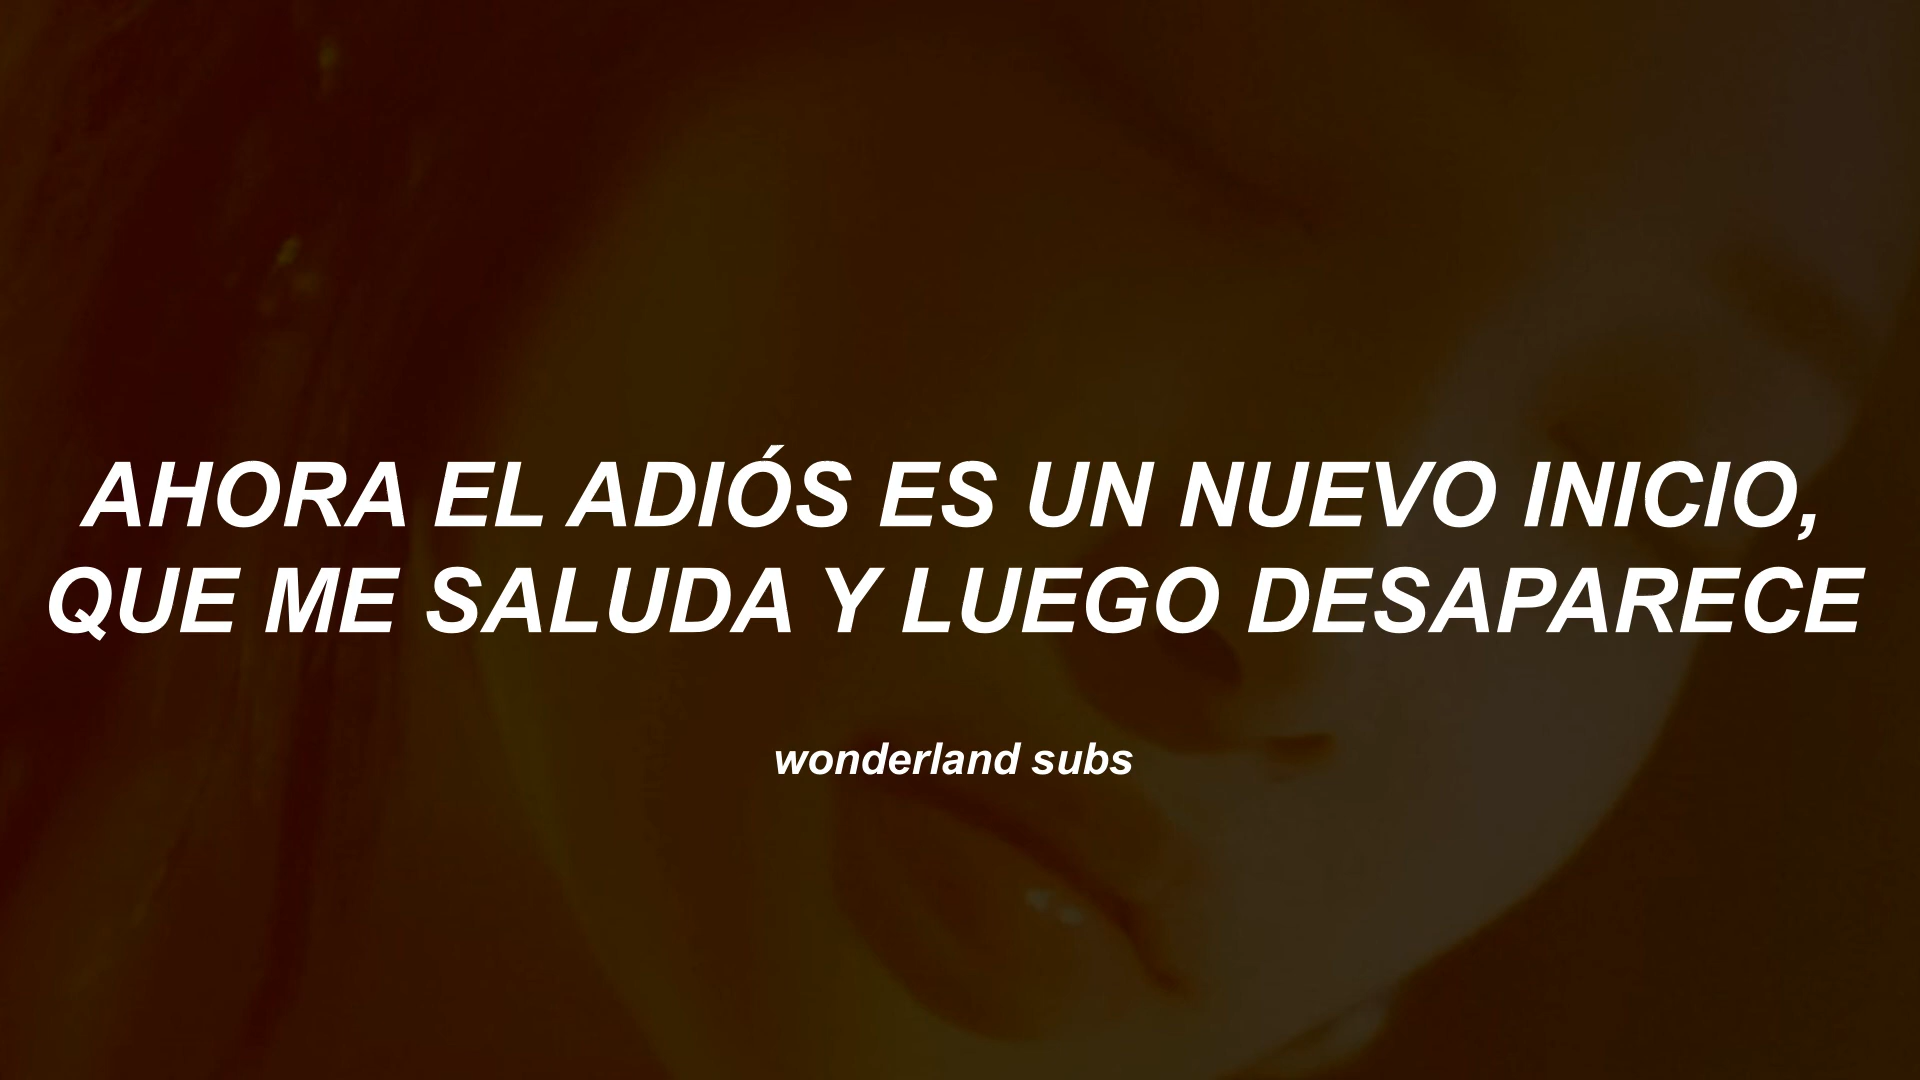 AHORA EL ADIÓS ES UN NUEVO INICIO,
QUE ME SALUDA Y LUEGO DESAPARECE
wonderland subs